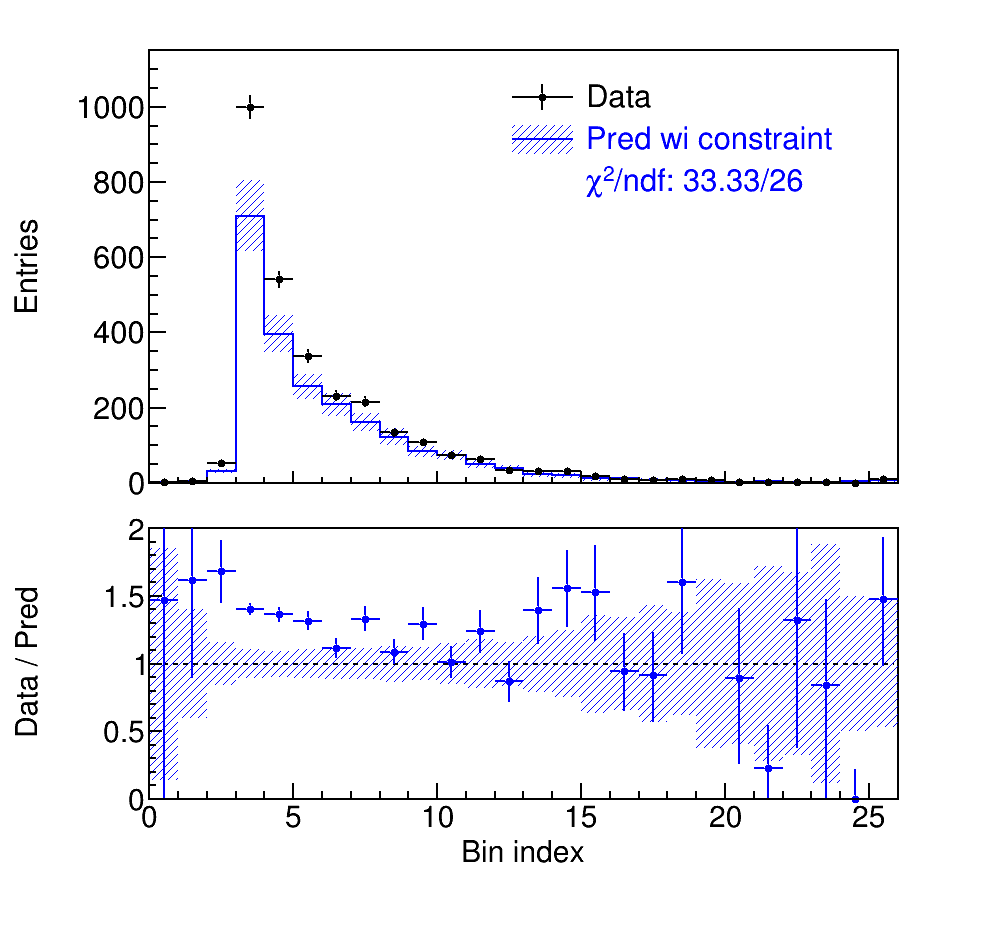 Data
Pred wi constraint
χ²/ndf: 33.33/26
Entries
1000
800
600
400
200
0
Data / Pred
2
1.5
1
0.5
0
0 5 10 15 20 25
Bin index